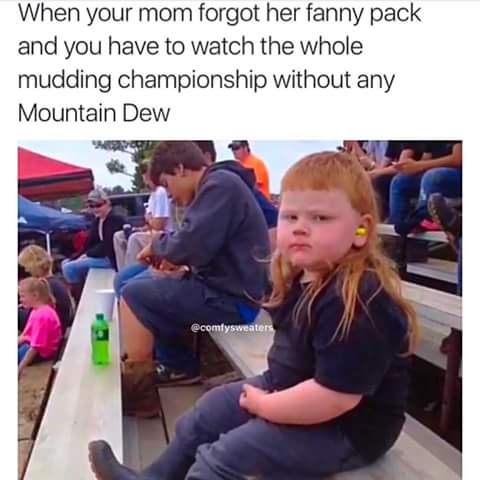 When your mom forgot her fanny pack
and you have to watch the whole
mudding championship without any
Mountain Dew
@comfysweaters